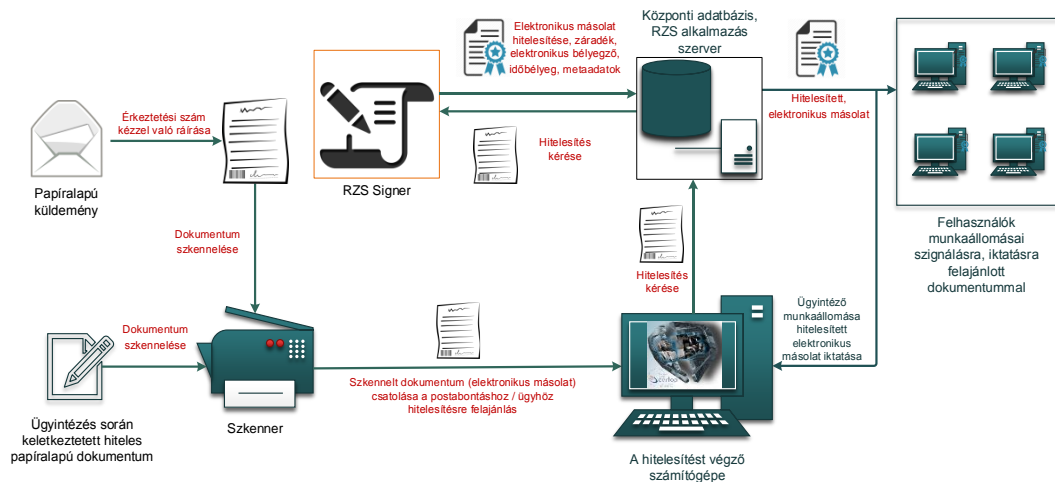 Elektronikus másolat
hitelesítése, záradék,
elektronikus bélyegző,
időbélyeg, metaadatok
Központi adatbázis,
RZS alkalmazás
szerver
Érkeztetési szám
kézzel való ráírása
Hitelesítés
kérése
Hitelesített,
elektronikus másolat
Papíralapú
küldemény
RZS Signer
Felhasználók
munkaállomásai
szignálásra, iktatásra
felajánlott
dokumentummal
Dokumentum
szkennelése
Hitelesítés
kérése
Ügyintéző
munkaállomása
hitelesített
elektronikus
másolat iktatása
Dokumentum
szkennelése
Szkennelt dokumentum (elektronikus másolat)
csatolása a postabontáshoz / ügyhöz
hitelesítésre felajánlás
Szkenner
Ügyintézés során
keletkeztetett hiteles
papíralapú dokumentum
A hitelesítést végző
számítógépe